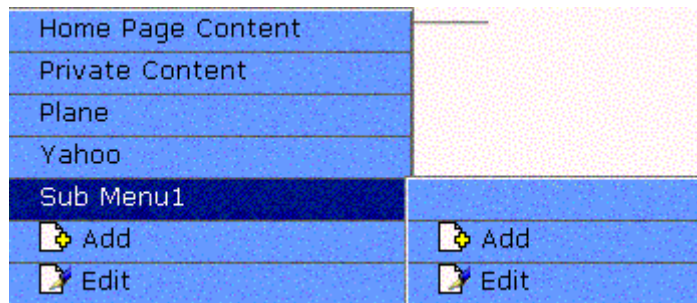 Home Page Content
Private Content
Plane
Yahoo
Sub Menu1
Add
Edit
Add
Edit